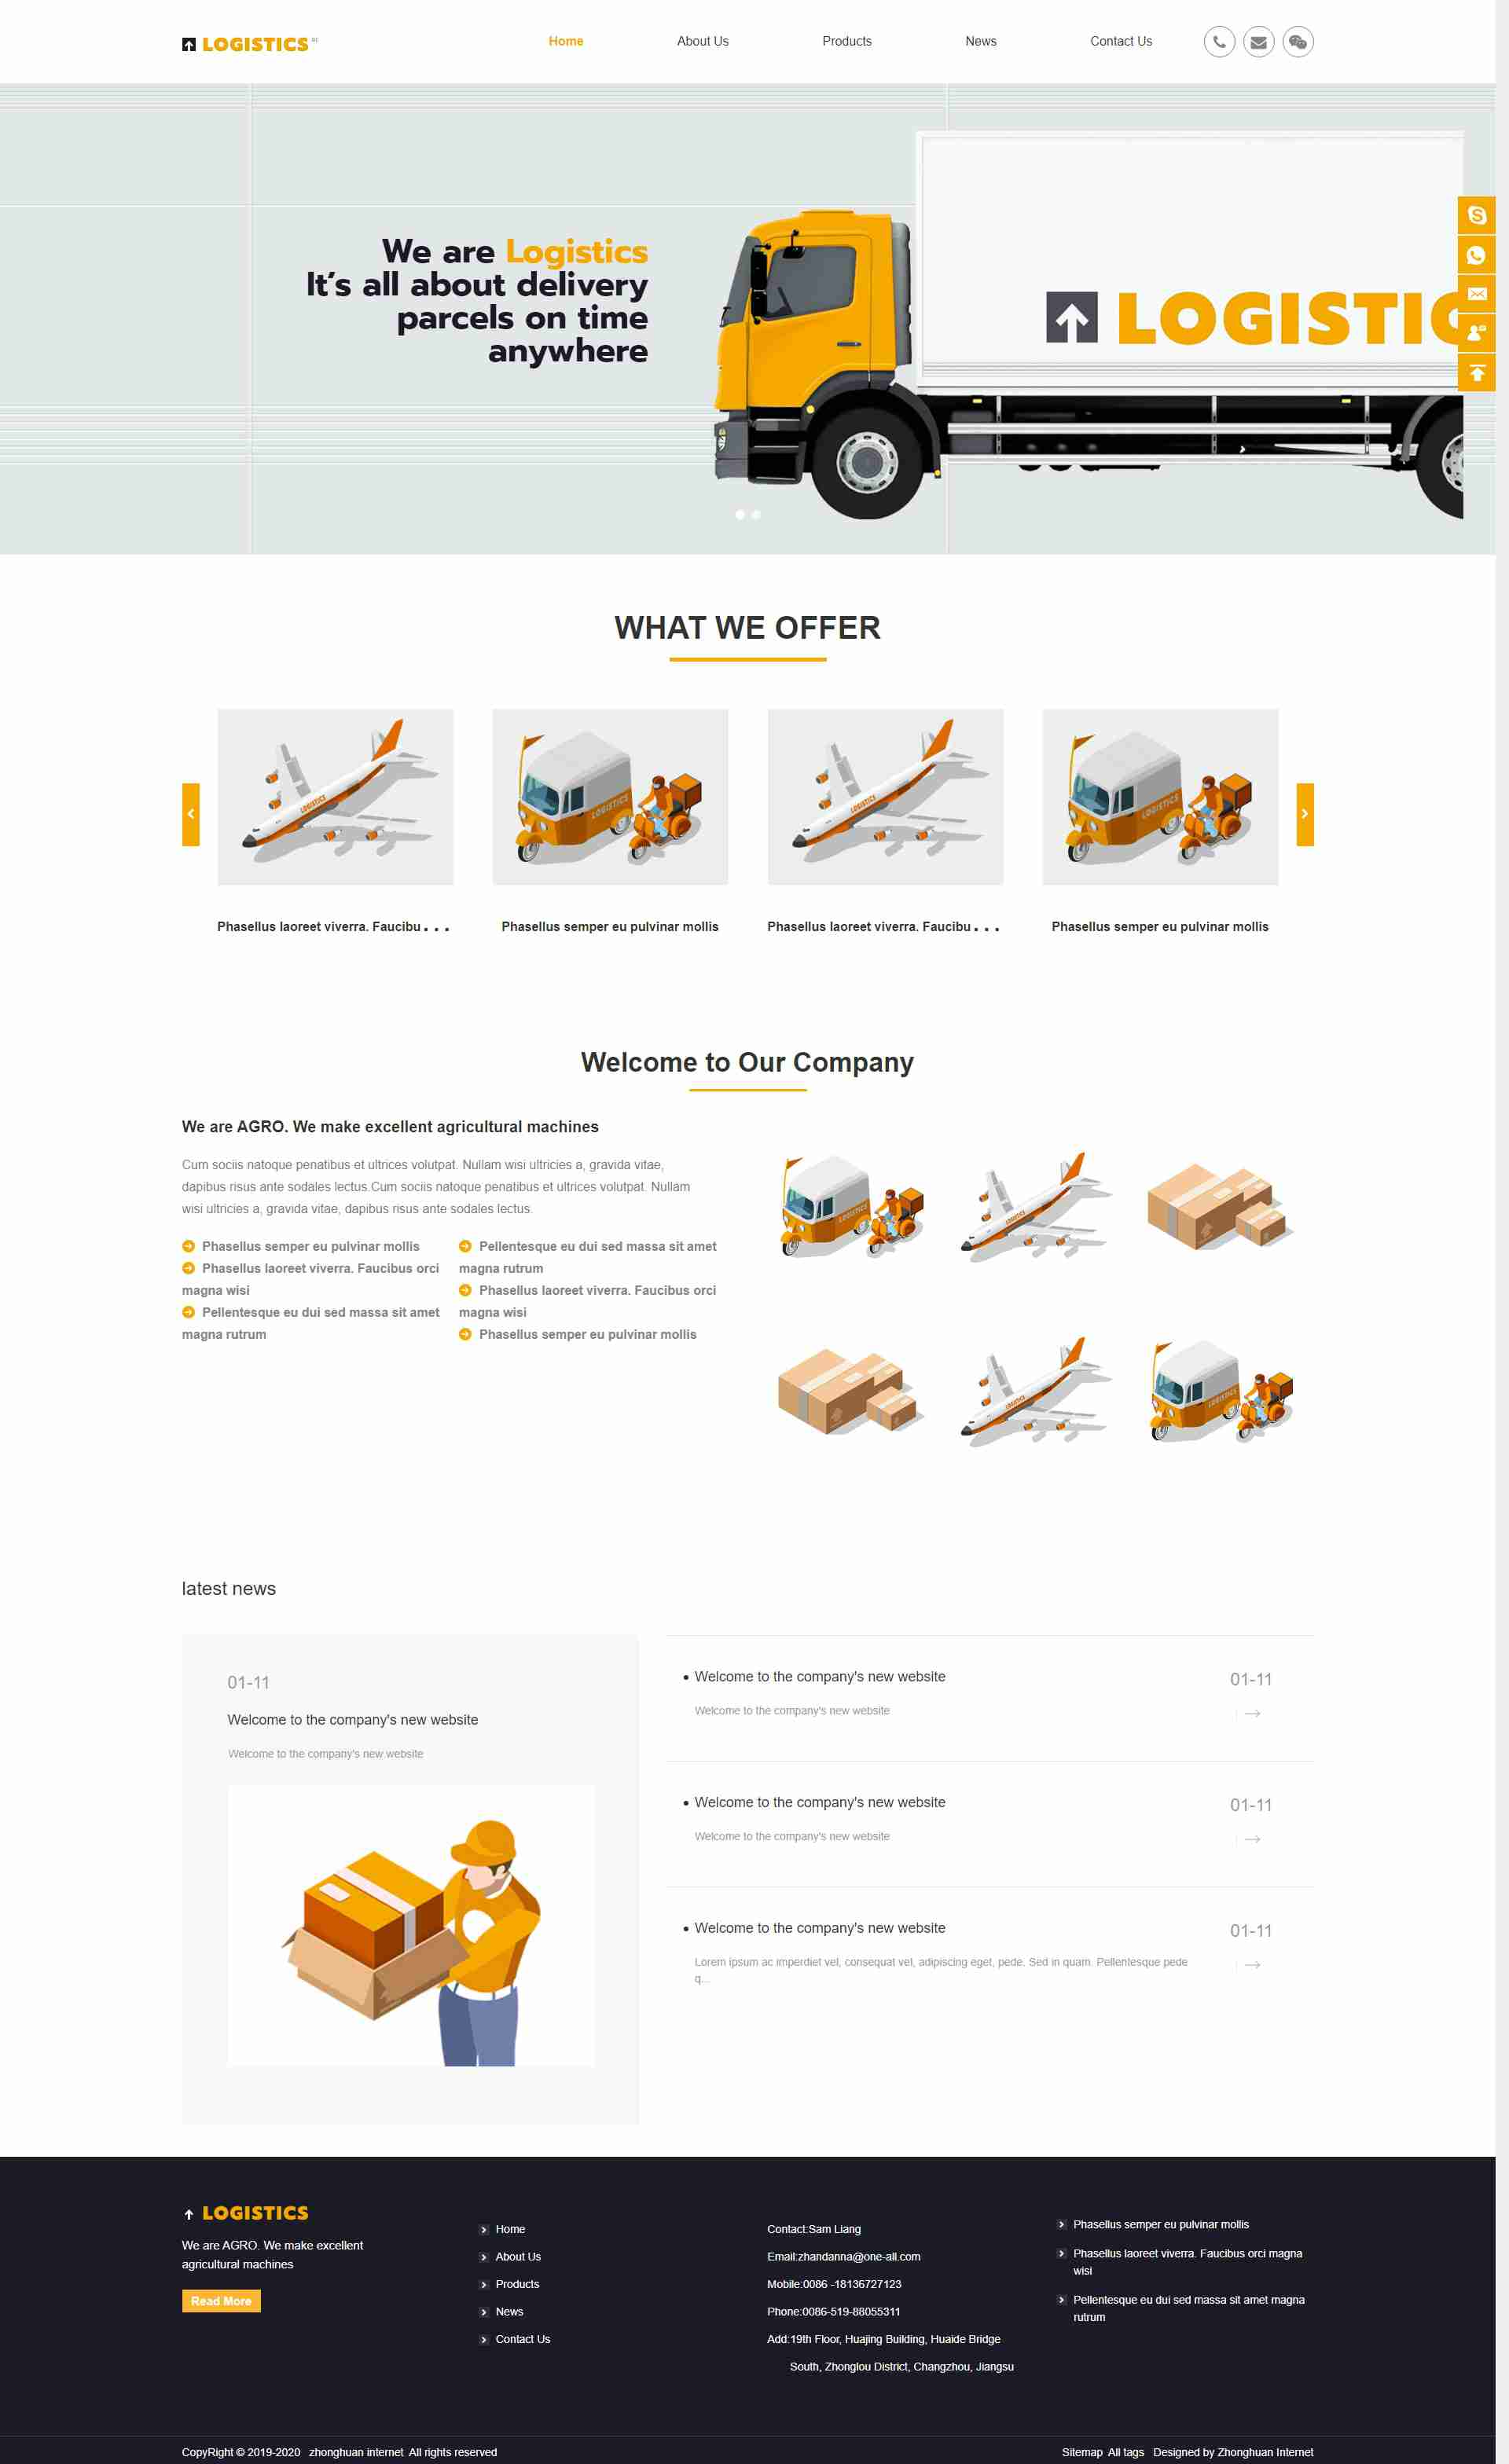 LOGISTICS
Home
About Us
Products
News
Contact Us
We are Logistics
It's all about delivery
parcels on time
anywhere
LOGISTIC
WHAT WE OFFER
LOGISTICS
LOGISTICS
LOGISTICS
LOGISTICS
Phasellus laoreet viverra. Faucibu...
Phasellus semper eu pulvinar mollis
Phasellus laoreet viverra. Faucibu...
Phasellus semper eu pulvinar mollis
Welcome to Our Company
We are AGRO. We make excellent agricultural machines
Cum sociis natoque penatibus et ultrices volutpat. Nullam wisi ultricies a, gravida vitae,
dapibus risus ante sodales lectus.Cum sociis natoque penatibus et ultrices volutpat. Nullam
wisi ultricies a, gravida vitae, dapibus risus ante sodales lectus.
Phasellus semper eu pulvinar mollis
Phasellus laoreet viverra. Faucibus orci
magna wisi
Pellentesque eu dui sed massa sit amet
magna rutrum
Pellentesque eu dui sed massa sit amet
magna rutrum
Phasellus laoreet viverra. Faucibus orci
magna wisi
Phasellus semper eu pulvinar mollis
LOGISTICS
LOGISTICS
LOGISTICS
LOGISTICS
latest news
01-11
Welcome to the company's new website
Welcome to the company's new website
• Welcome to the company's new website
01-11
Welcome to the company's new website
• Welcome to the company's new website
01-11
Welcome to the company's new website
• Welcome to the company's new website
01-11
Lorem ipsum ac imperdiet vel, consequat vel, adipiscing eget, pede. Sed in quam. Pellentesque pede
q...
LOGISTICS
We are AGRO. We make excellent
agricultural machines
Read More
Home
About Us
Products
News
Contact Us
Contact:Sam Liang
Email:zhandanna@one-all.com
Mobile:0086 -18136727123
Phone:0086-519-88055311
Add:19th Floor, Huajing Building, Huaide Bridge
South, Zhonglou District, Changzhou, Jiangsu
Phasellus semper eu pulvinar mollis
Phasellus laoreet viverra. Faucibus orci magna
wisi
Pellentesque eu dui sed massa sit amet magna
rutrum
CopyRight © 2019-2020 zhonghuan internet All rights reserved
Sitemap All tags Designed by Zhonghuan Internet